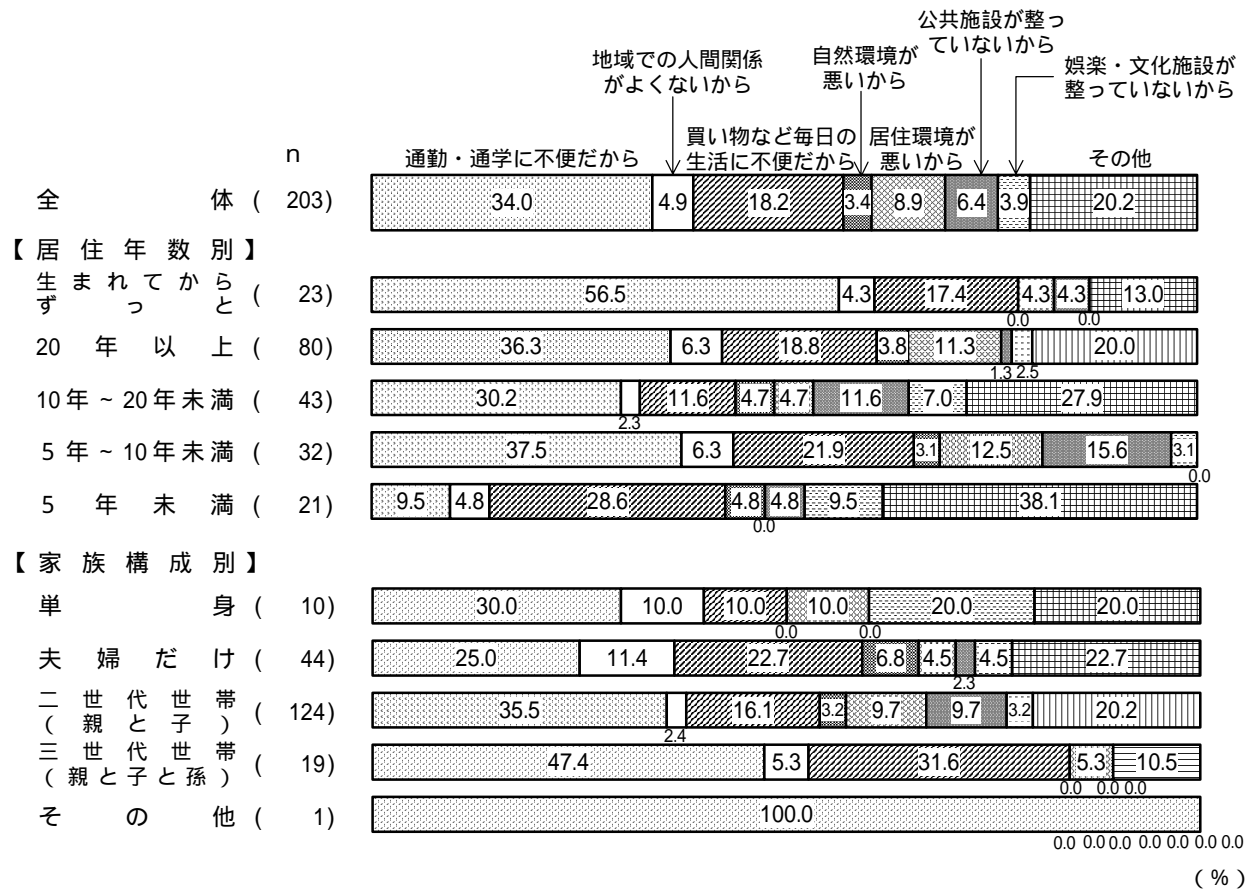 公共施設が整っ
ていないから
地域での人間関係
がよくないから
自然環境が
悪いから
娯楽・文化施設が
整っていないから
買い物など毎日の
生活に不便だから
居住環境が
悪いから
n
通勤・通学に不便だから
その他
全体 ( 203) 34.0 4.9 18.2 3.4 8.9 6.4 3.9 20.2
【居住年数別】
生まれてから
ずっと ( 23) 56.5 4.3 17.4 4.3 4.3 13.0
0.0 0.0
20年以上 ( 80) 36.3 6.3 18.8 3.8 11.3 20.0
1.3 2.5
10年~20年未満 ( 43) 30.2 11.6 4.7 4.7 11.6 7.0 27.9
2.3
5年~10年未満 ( 32) 37.5 6.3 21.9 3.1 12.5 15.6 3.1
0.0
5年未満 ( 21) 9.5 4.8 28.6 4.8 4.8 9.5 38.1
0.0
【家族構成別】
単身 ( 10) 30.0 10.0 10.0 10.0 20.0 20.0
0.0 0.0
夫婦だけ ( 44) 25.0 11.4 22.7 6.8 4.5 4.5 22.7
2.3
二世代世帯
(親と子) ( 124) 35.5 16.1 3.2 9.7 9.7 3.2 20.2
2.4
三世代世帯
(親と子と孫) ( 19) 47.4 5.3 31.6 5.3 10.5
0.0 0.0 0.0
その他 ( 1) 100.0
0.0 0.0 0.0 0.0 0.0 0.0 0.0
(%)